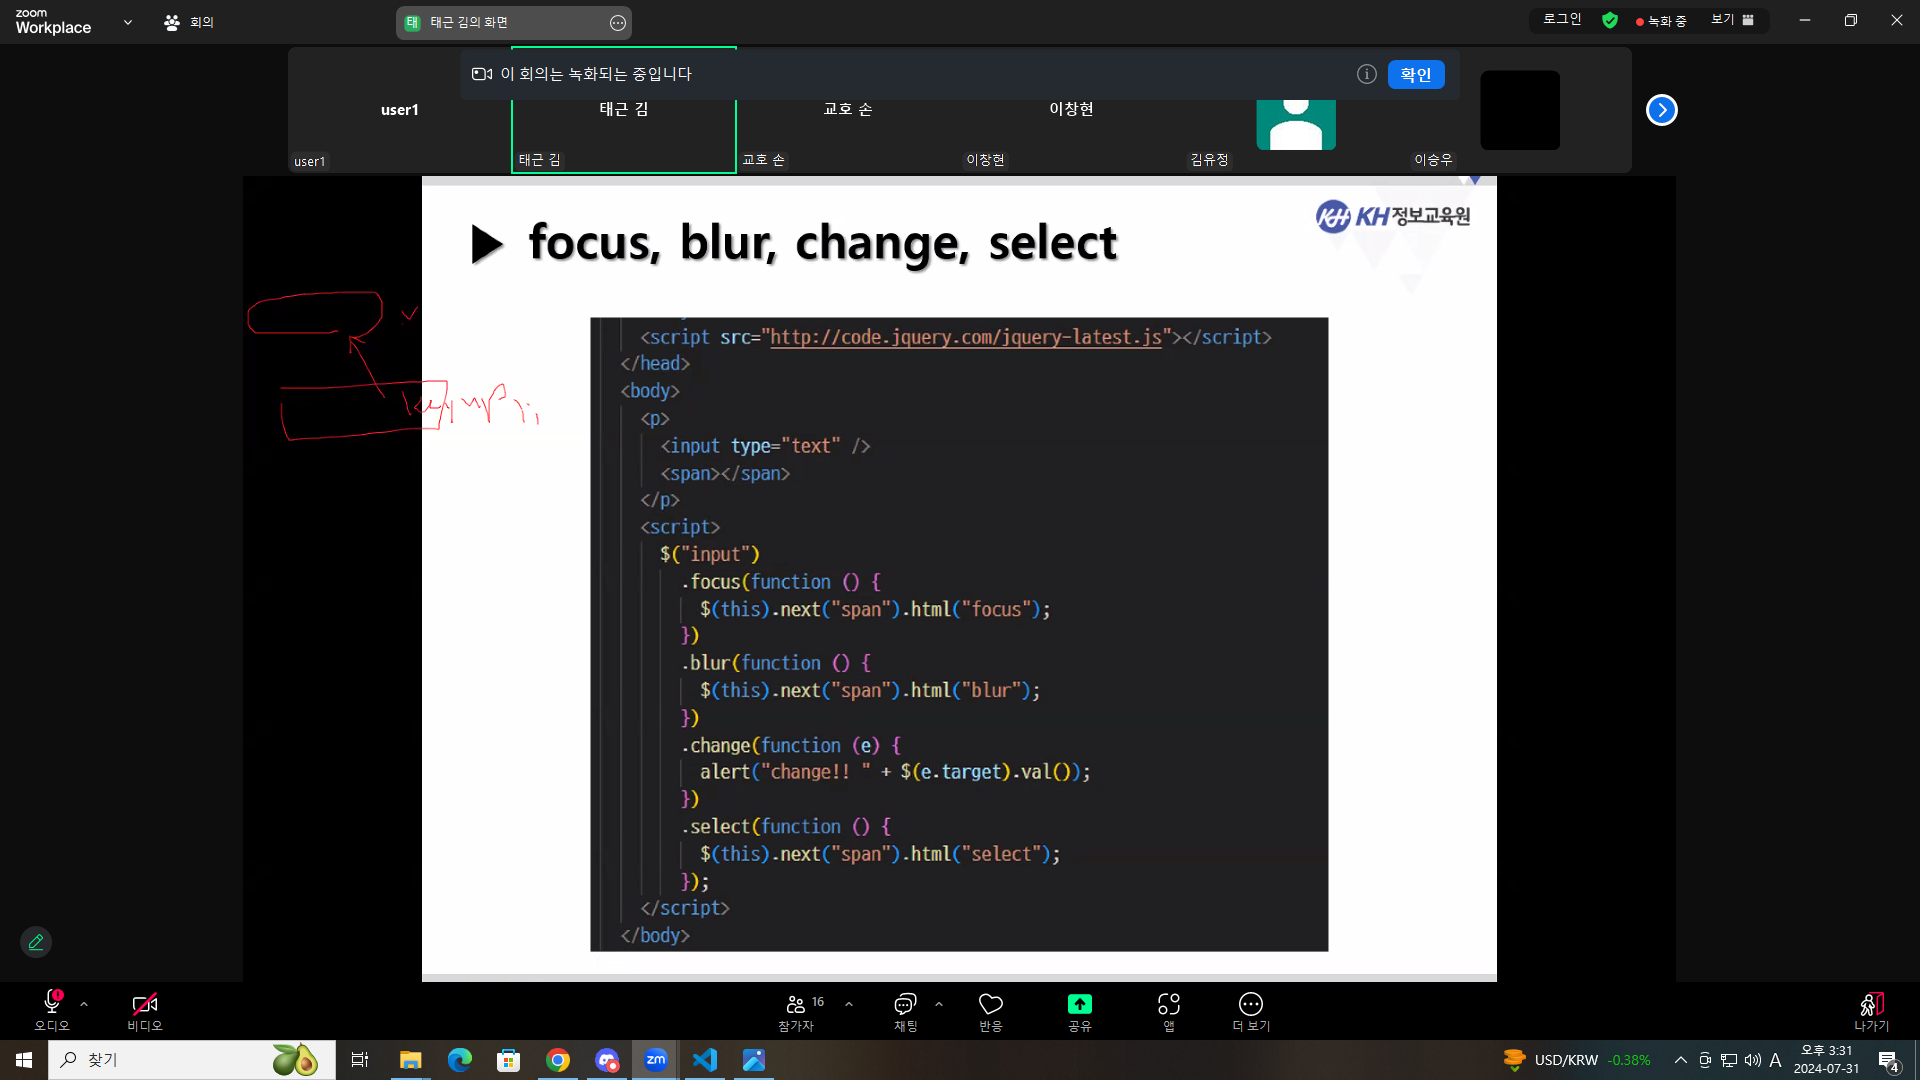 zoom
Workplace
회의
태
태근 김의 화면
로그인
녹화 중
보기
이 회의는 녹화되는 중입니다
확인
user1
태근 김
교호 손
이창현
user1
태근 김
교호 손
이창현
김유정
이승우
KH KH정보교육원
▶ focus, blur, change, select
<script src="http://code.jquery.com/jquery-latest.js"></script>
</head>
<body>
<p>
<input type="text" />
<span></span>
</p>
<script>
$("input")
.focus(function () {
$(this).next("span").html("focus");
})
.blur(function () {
$(this).next("span").html("blur");
})
.change(function (e) {
alert("change!! " + $(e.target).val());
})
.select(function () {
$(this).next("span").html("select");
});
</script>
</body>
오디오
비디오
16
참가자
채팅
반응
공유
앱
더 보기
나가기
찾기
zm
USD/KRW -0.38%
A
오후 3:31
2024-07-31
4